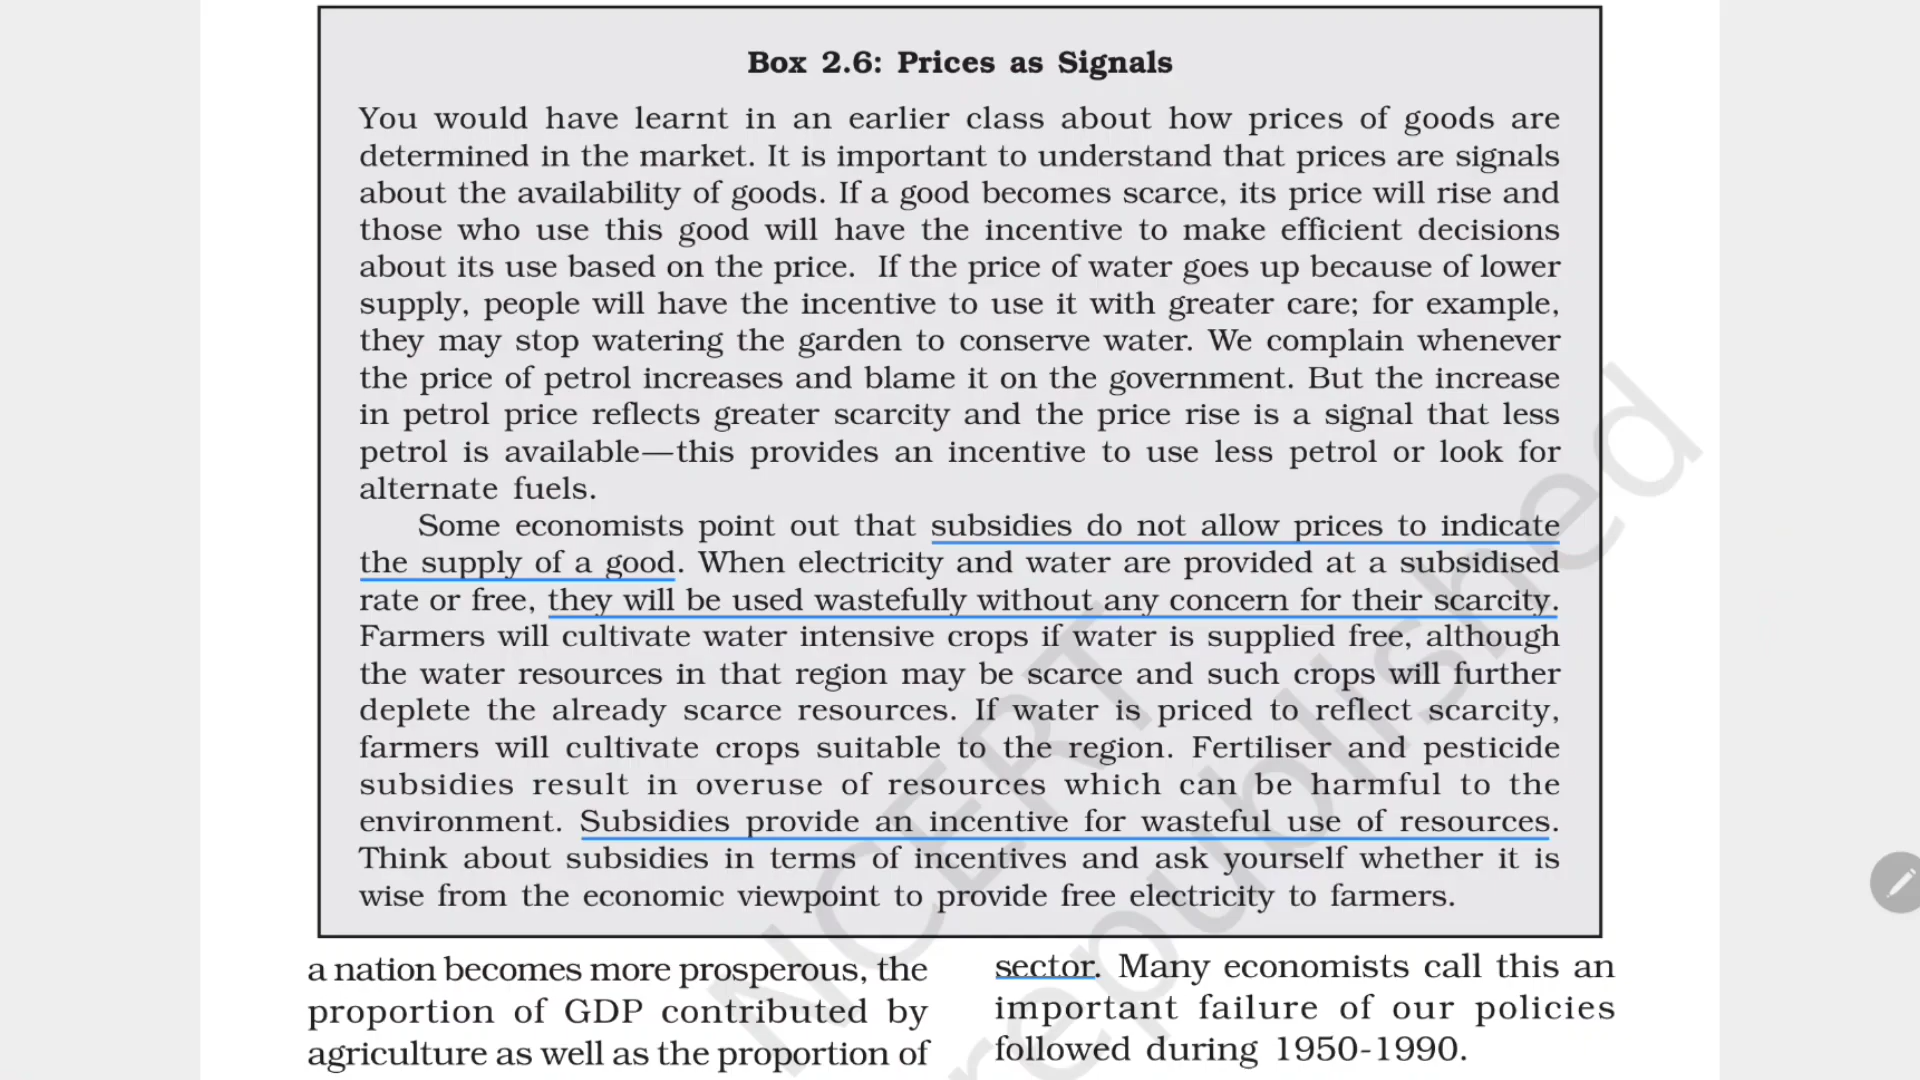 Box 2.6: Prices as Signals
You would have learnt in an earlier class about how prices of goods are
determined in the market. It is important to understand that prices are signals
about the availability of goods. If a good becomes scarce, its price will rise and
those who use this good will have the incentive to make efficient decisions
about its use based on the price. If the price of water goes up because of lower
supply, people will have the incentive to use it with greater care; for example,
they may stop watering the garden to conserve water. We complain whenever
the price of petrol increases and blame it on the government. But the increase
in petrol price reflects greater scarcity and the price rise is a signal that less
petrol is available—this provides an incentive to use less petrol or look for
alternate fuels.
Some economists point out that subsidies do not allow prices to indicate
the supply of a good. When electricity and water are provided at a subsidised
rate or free, they will be used wastefully without any concern for their scarcity.
Farmers will cultivate water intensive crops if water is supplied free, although
the water resources in that region may be scarce and such crops will further
deplete the already scarce resources. If water is priced to reflect scarcity,
farmers will cultivate crops suitable to the region. Fertiliser and pesticide
subsidies result in overuse of resources which can be harmful to the
environment. Subsidies provide an incentive for wasteful use of resources.
Think about subsidies in terms of incentives and ask yourself whether it is
wise from the economic viewpoint to provide free electricity to farmers.
a nation becomes more prosperous, the
proportion of GDP contributed by
agriculture as well as the proportion of
sector. Many economists call this an
important failure of our policies
followed during 1950-1990.
NCERT
republished